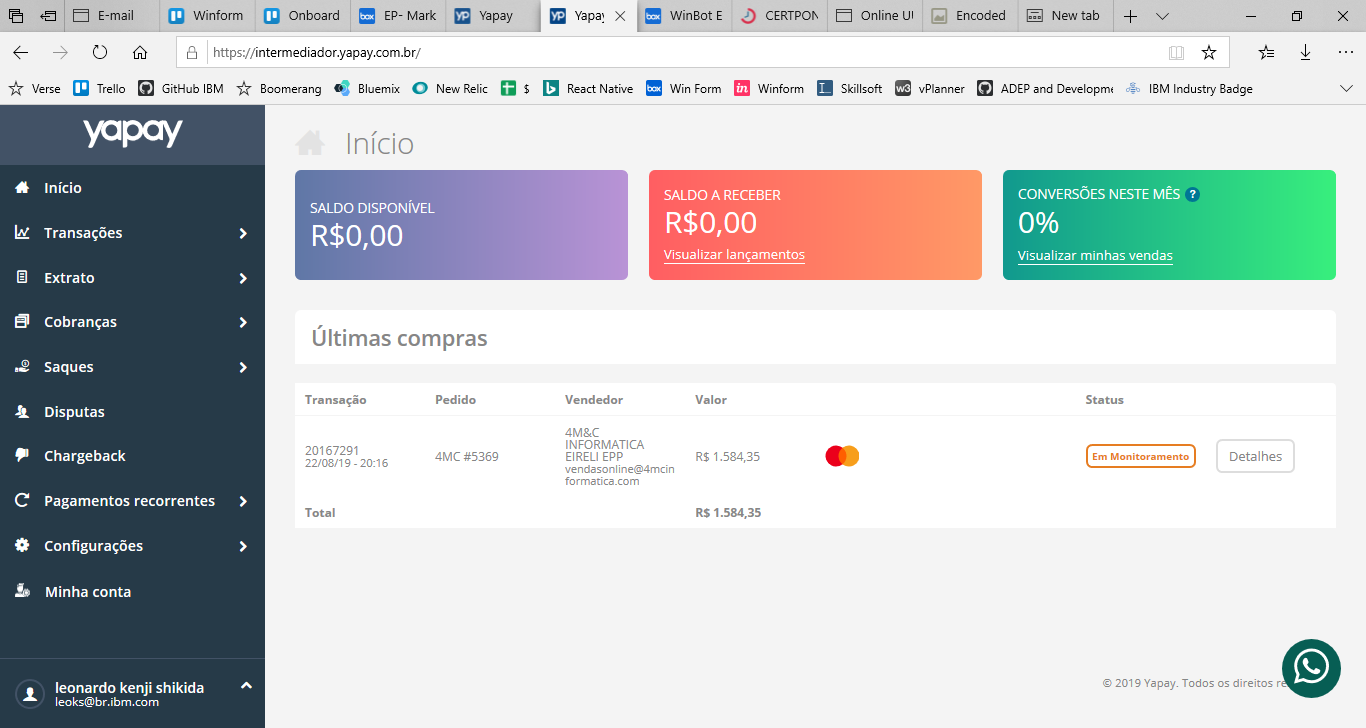 E-mail
Winform
Onboard
EP- Mark
Yapay
Yapay
WinBot E
CERTPON
Online U
Encoded
New tab
https://intermediador.yapay.com.br/
Verse
Trello
GitHub IBM
Boomerang
Bluemix
New Relic
$
React Native
Win Form
Winform
Skillsoft
vPlanner
ADEP and Developme
IBM Industry Badge
yapay
Início
Transações
Extrato
Cobranças
Saques
Disputas
Chargeback
Pagamentos recorrentes
Configurações
Minha conta
leonardo kenji shikida
leoks@br.ibm.com
Início
SALDO DISPONÍVEL
R$0,00
SALDO A RECEBER
R$0,00
Visualizar lançamentos
CONVERSÕES NESTE MÊS ?
0%
Visualizar minhas vendas
Últimas compras
Transação Pedido Vendedor Valor Status
20167291
22/08/19 - 20:16
4MC #5369
4M&C
INFORMATICA
EIRELI EPP
vendasonline@4mcin
formatica.com
R$ 1.584,35
Em Monitoramento
Detalhes
Total R$ 1.584,35
© 2019 Yapay. Todos os direitos re